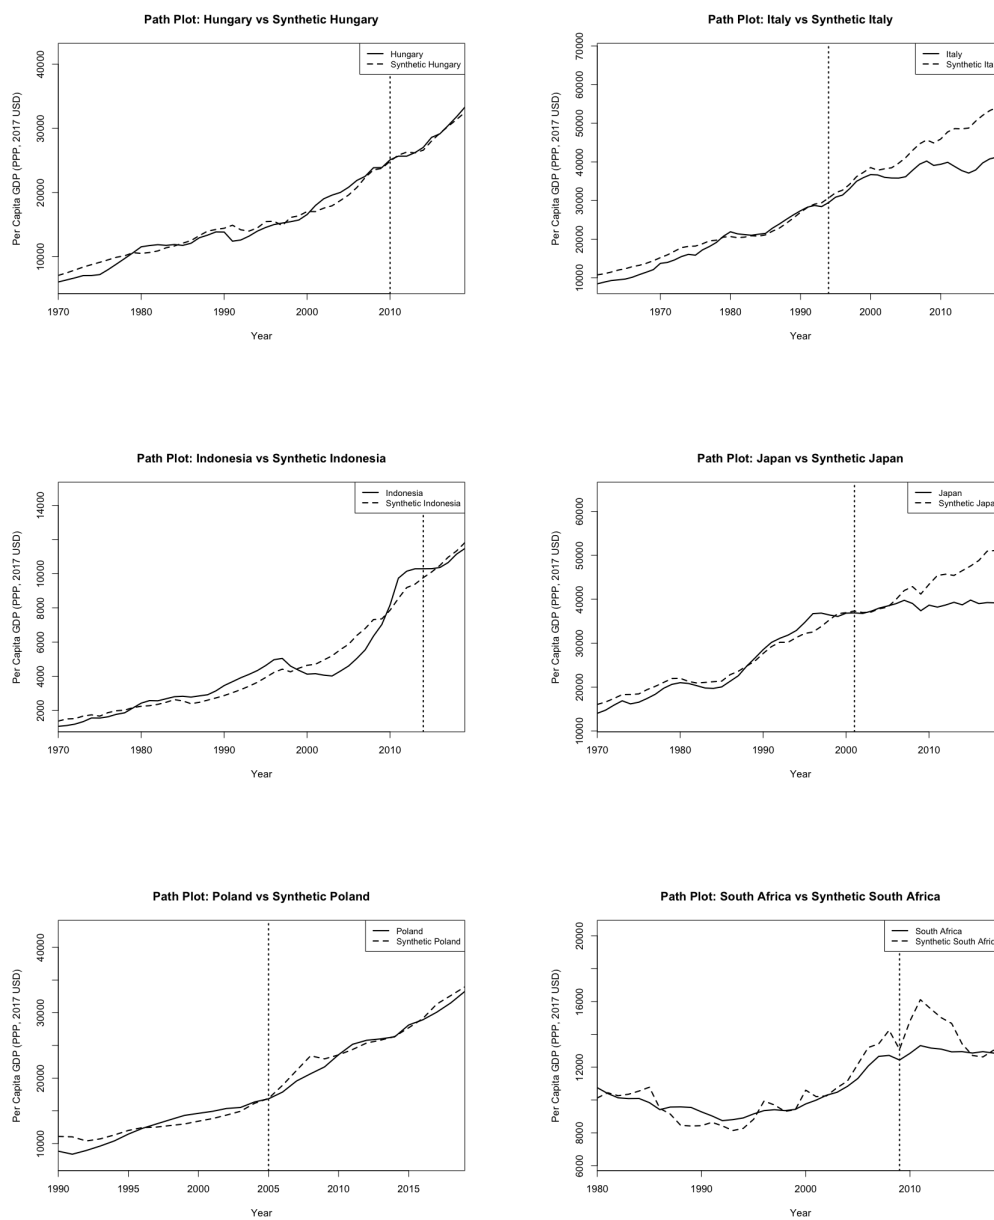 Path Plot: Hungary vs Synthetic Hungary
Hungary
Synthetic Hungary
Per Capita GDP (PPP, 2017 USD)
10000 20000 30000 40000
1970 1980 1990 2000 2010
Year
Path Plot: Italy vs Synthetic Italy
Italy
Synthetic Ita
Per Capita GDP (PPP, 2017 USD)
10000 20000 30000 40000 50000 60000 70000
1970 1980 1990 2000 2010
Year
Path Plot: Indonesia vs Synthetic Indonesia
Indonesia
Synthetic Indonesia
Per Capita GDP (PPP, 2017 USD)
2000 4000 6000 8000 10000 14000
1970 1980 1990 2000 2010
Year
Path Plot: Japan vs Synthetic Japan
Japan
Synthetic Japa
Per Capita GDP (PPP, 2017 USD)
10000 20000 30000 40000 50000 60000
1970 1980 1990 2000 2010
Year
Path Plot: Poland vs Synthetic Poland
Poland
Synthetic Poland
Per Capita GDP (PPP, 2017 USD)
10000 20000 30000 40000
1990 1995 2000 2005 2010 2015
Year
Path Plot: South Africa vs Synthetic South Africa
South Africa
Synthetic South Afric
Per Capita GDP (PPP, 2017 USD)
6000 8000 12000 16000 20000
1980 1990 2000 2010
Year